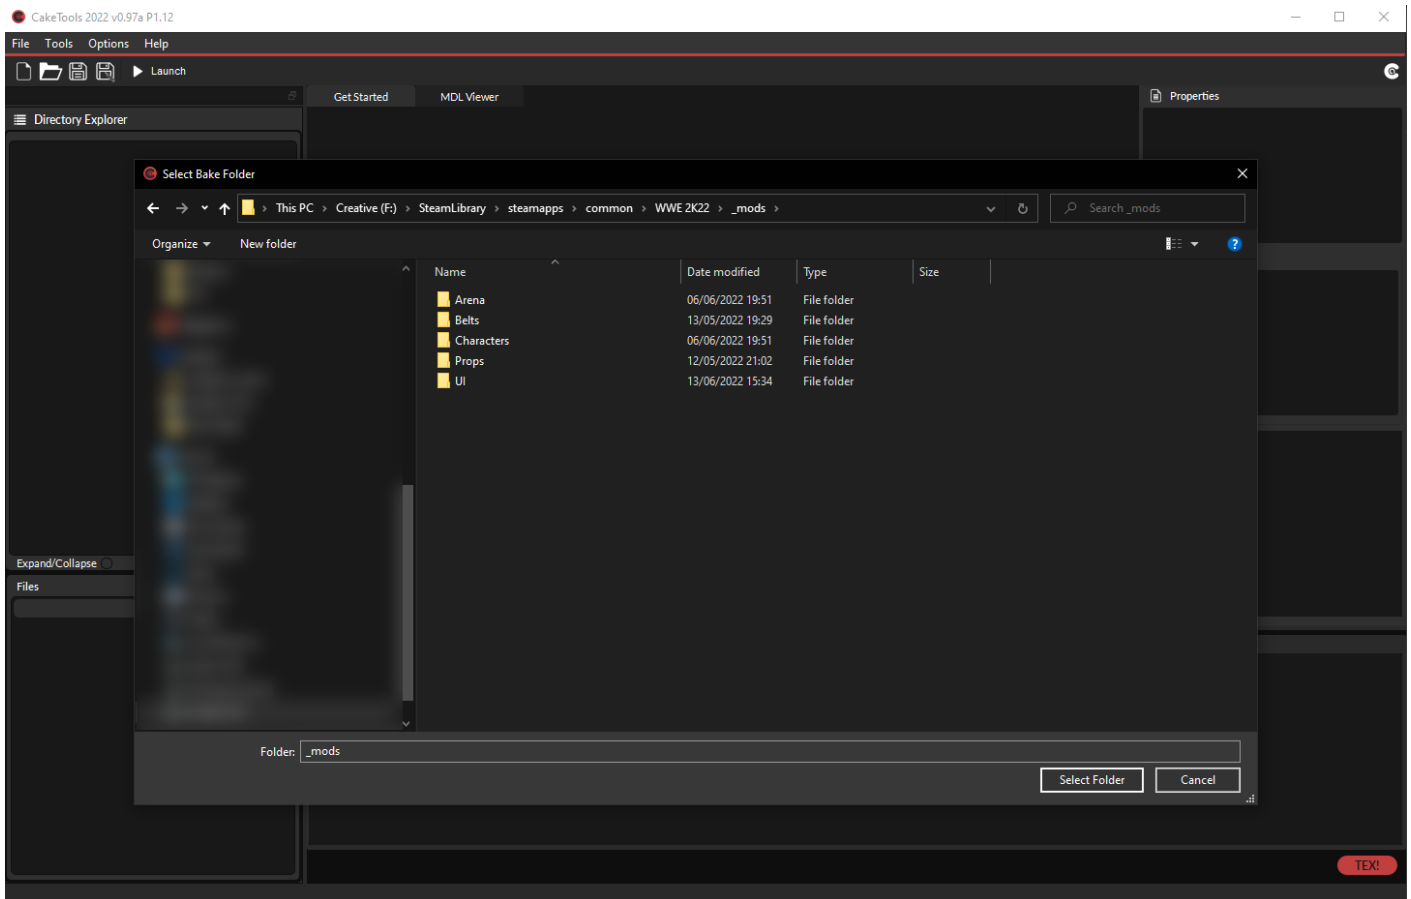 CakeTools 2022 v0.97a P1.12
File Tools Options Help
Launch
Get Started MDL Viewer
Properties
Directory Explorer
Select Bake Folder
This PC > Creative (F:) > SteamLibrary > steamapps > common > WWE 2K22 > _mods >
Search _mods
Organize New folder
?
Name Date modified Type Size
Arena 06/06/2022 19:51 File folder
Belts 13/05/2022 19:29 File folder
Characters 06/06/2022 19:51 File folder
Props 12/05/2022 21:02 File folder
UI 13/06/2022 15:34 File folder
Expand/Collapse
Files
Folder: _mods
Select Folder Cancel
TEX!